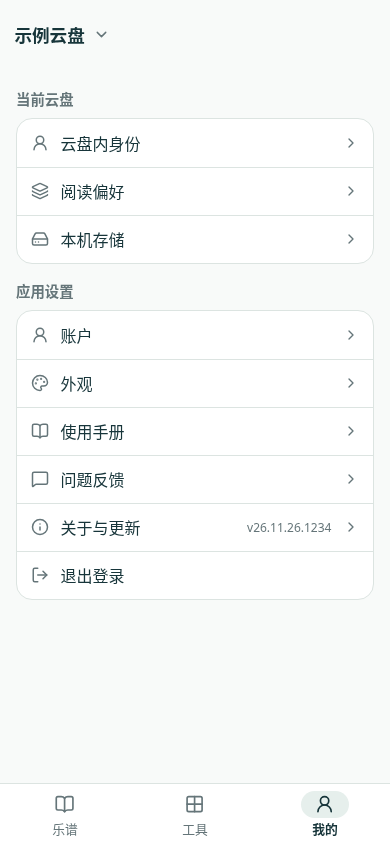 示例云盘
当前云盘
云盘内身份
阅读偏好
本机存储
应用设置
账户
外观
使用手册
问题反馈
关于与更新 v26.11.26.1234
退出登录
乐谱 工具 我的